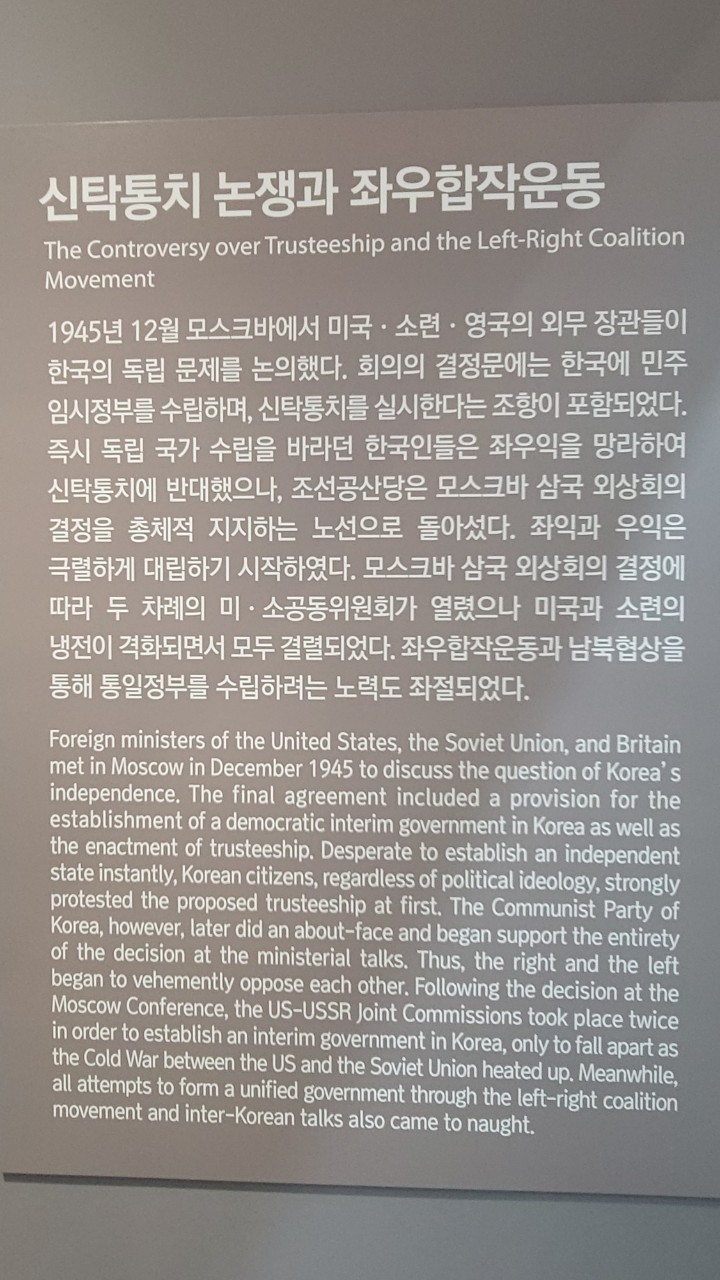 신탁통치 논쟁과 좌우합작운동
The Controversy over Trusteeship and the Left-Right Coalition
Movement
1945년 12월 모스크바에서 미국 · 소련 · 영국의 외무 장관들이
한국의 독립 문제를 논의했다. 회의의 결정문에는 한국에 민주
임시정부를 수립하며, 신탁통치를 실시한다는 조항이 포함되었다.
즉시 독립 국가 수립을 바라던 한국인들은 좌우익을 망라하여
신탁통치에 반대했으나, 조선공산당은 모스크바 삼국 외상회의
결정을 총체적 지지하는 노선으로 돌아섰다. 좌익과 우익은
극렬하게 대립하기 시작하였다. 모스크바 삼국 외상회의 결정에
따라 두 차례의 미 · 소공동위원회가 열렸으나 미국과 소련의
냉전이 격화되면서 모두 결렬되었다. 좌우합작운동과 남북협상을
통해 통일정부를 수립하려는 노력도 좌절되었다.
Foreign ministers of the United States, the Soviet Union, and Britain
met in Moscow in December 1945 to discuss the question of Korea's
independence. The final agreement included a provision for the
establishment of a democratic interim government in Korea as well as
the enactment of trusteeship. Desperate to establish an independent
state instantly, Korean citizens, regardless of political ideology, strongly
protested the proposed trusteeship at first. The Communist Party of
Korea, however, later did an about-face and began support the entirety
of the decision at the ministerial talks. Thus, the right and the left
began to vehemently oppose each other. Following the decision at the
Moscow Conference, the US-USSR Joint Commissions took place twice
in order to establish an interim government in Korea, only to fall apart as
the Cold War between the US and the Soviet Union heated up. Meanwhile,
all attempts to form a unified government through the left-right coalition
movement and inter-Korean talks also came to naught.